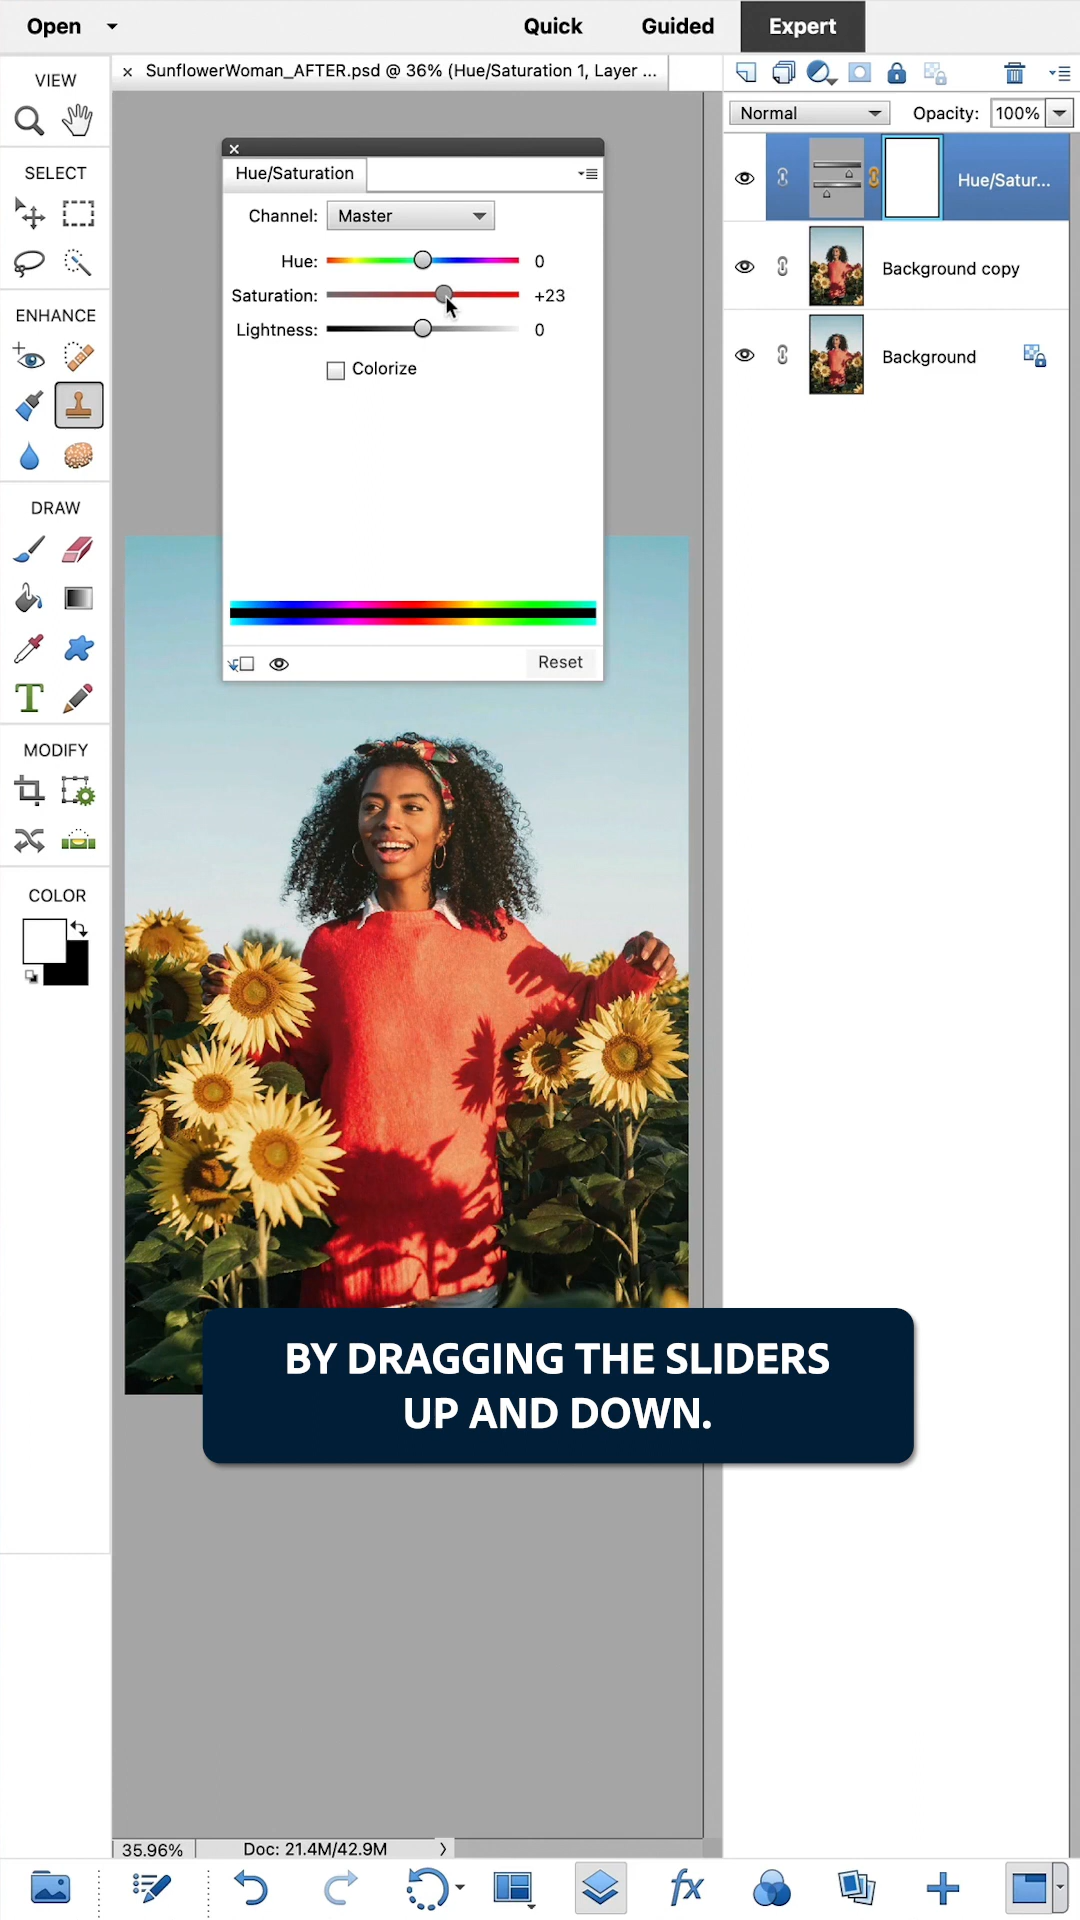 Open
Quick
Guided
Expert
VIEW
× SunflowerWoman_AFTER.psd @ 36% (Hue/Saturation 1, Layer ...
Normal
Opacity: 100%
Hue/Satur...
Background copy
Background
SELECT
ENHANCE
DRAW
MODIFY
COLOR
Hue/Saturation
Channel: Master
Hue: 0
Saturation: +23
Lightness: 0
Colorize
Reset
BY DRAGGING THE SLIDERS
UP AND DOWN.
35.96%
Doc: 21.4M/42.9M
fx